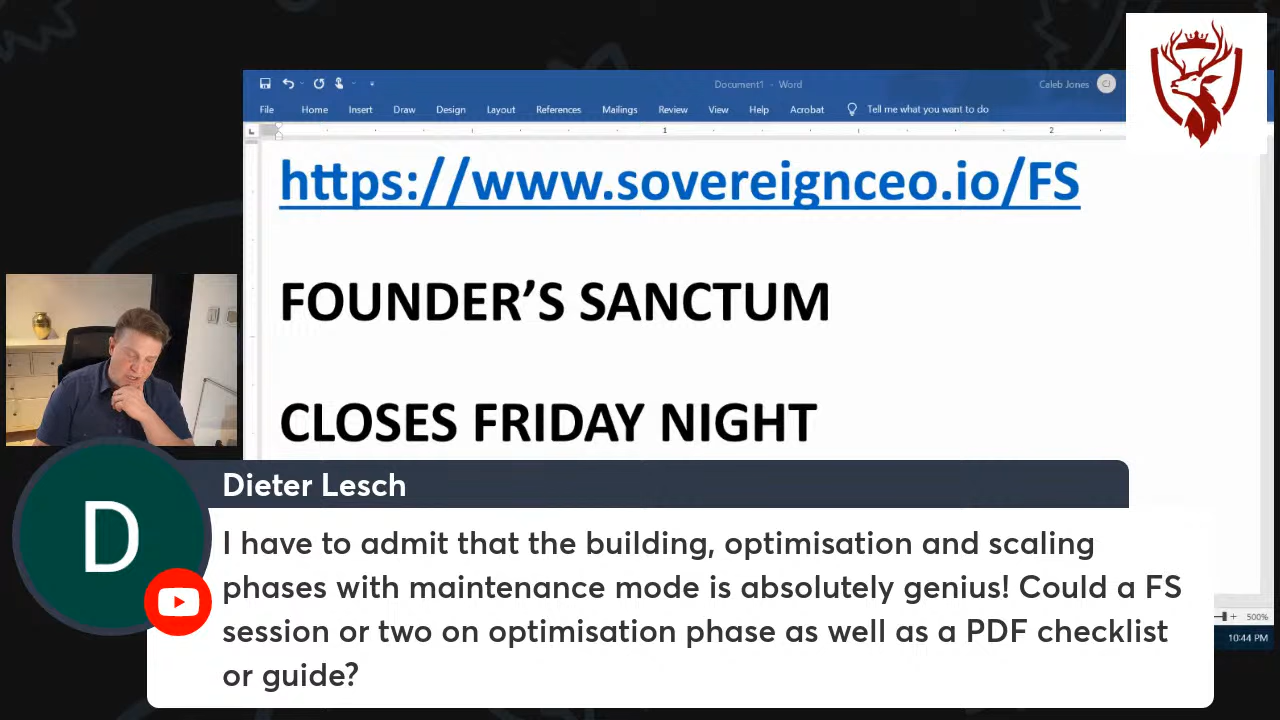 Document1 - Word
Caleb Jones
File Home Insert Draw Design Layout References Mailings Review View Help Acrobat Tell me what you want to do
1 2
https://www.sovereignceo.io/FS
FOUNDER’S SANCTUM
CLOSES FRIDAY NIGHT
500%
10:44 PM
D
Dieter Lesch
I have to admit that the building, optimisation and scaling
phases with maintenance mode is absolutely genius! Could a FS
session or two on optimisation phase as well as a PDF checklist
or guide?